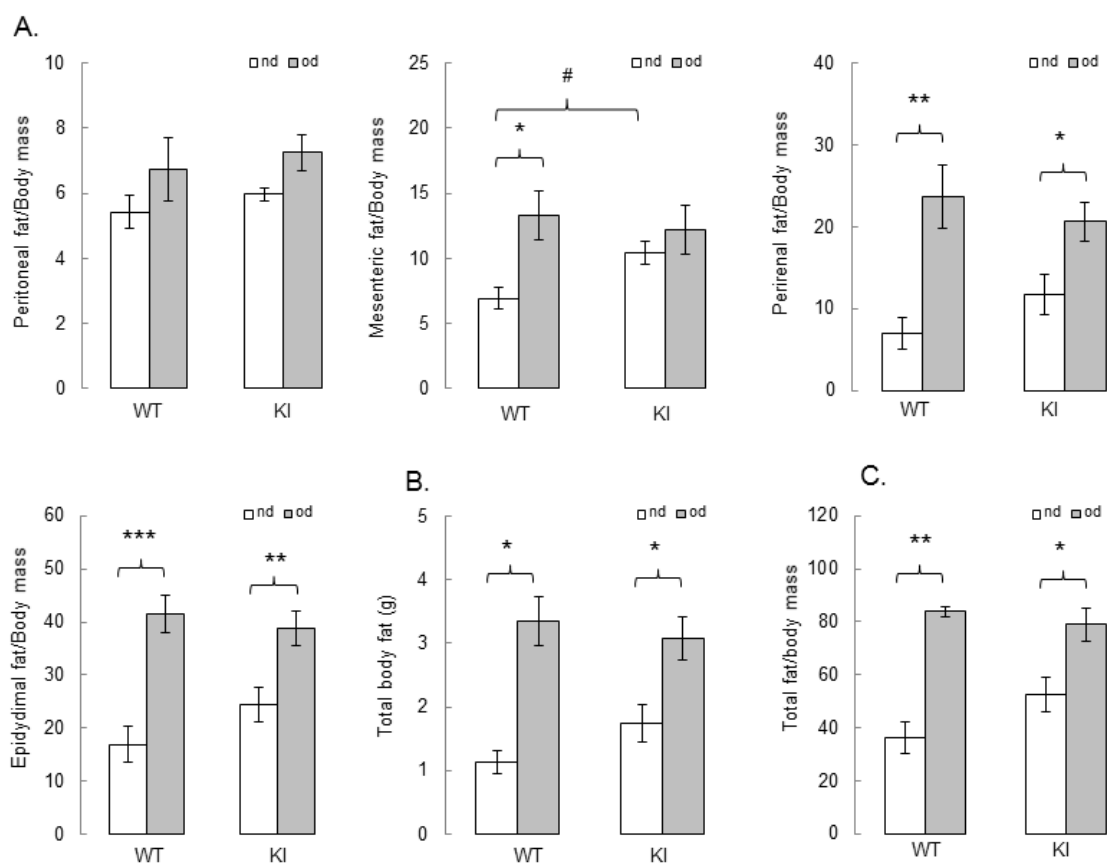 A.
Peritoneal fat/Body mass
10
8
6
4
2
0
nd od
WT KI
Mesenteric fat/Body mass
25
20
15
10
5
0
nd od
#
*
WT KI
Perirenal fat/Body mass
40
30
20
10
0
nd od
**
*
WT KI
Epidydimal fat/Body mass
60
50
40
30
20
10
0
nd od
***
**
WT KI
B.
Total body fat (g)
5
4
3
2
1
0
nd od
* *
WT KI
C.
Total fat/body mass
120
100
80
60
40
20
0
nd od
**
*
WT KI